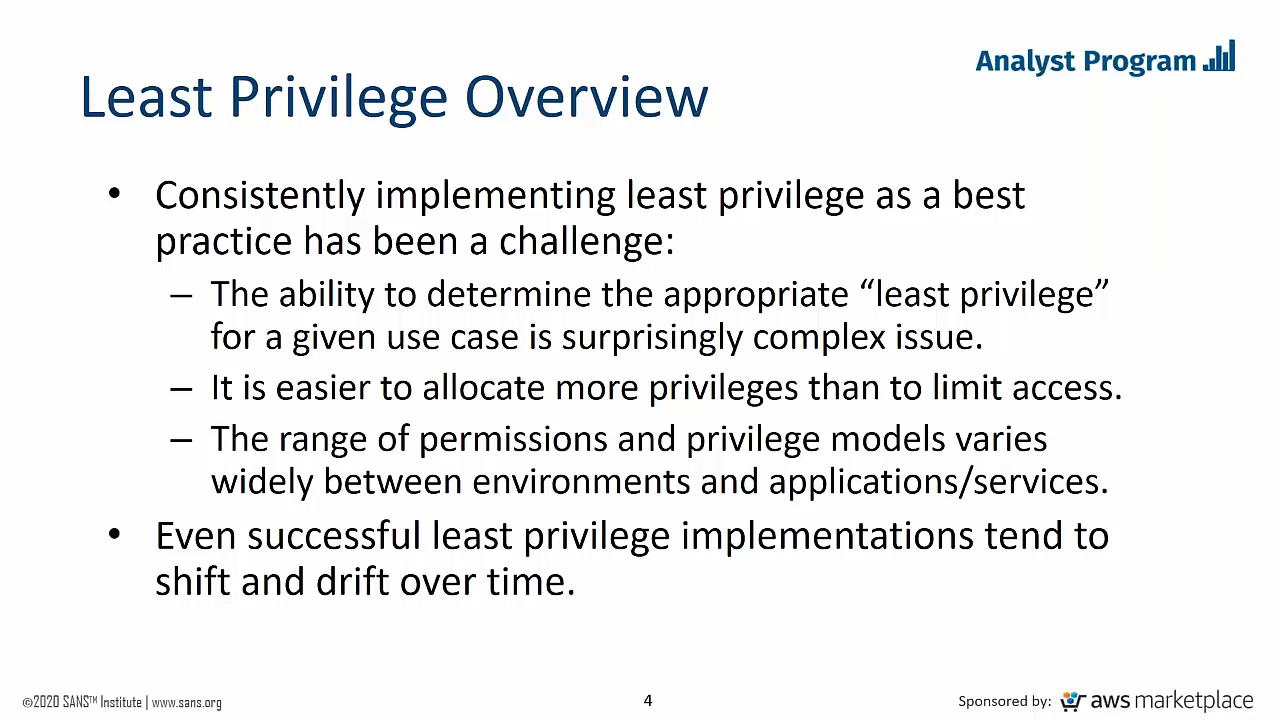 Analyst Program
Least Privilege Overview
• Consistently implementing least privilege as a best
practice has been a challenge:
– The ability to determine the appropriate “least privilege”
for a given use case is surprisingly complex issue.
– It is easier to allocate more privileges than to limit access.
– The range of permissions and privilege models varies
widely between environments and applications/services.
• Even successful least privilege implementations tend to
shift and drift over time.
©2020 SANS™ Institute | www.sans.org
4
Sponsored by: aws marketplace